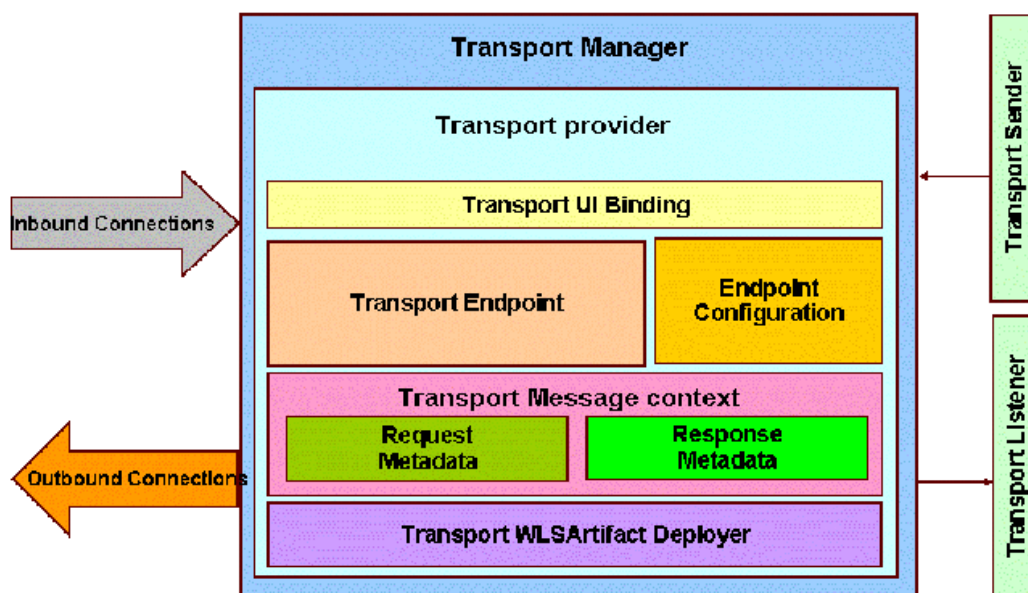 Transport Manager
Transport provider
Transport UI Binding
Inbound Connections
Transport Endpoint
Endpoint
Configuration
Transport Message context
Request
Metadata
Response
Metadata
Outbound Connections
Transport WLSArtifact Deployer
Transport Sender
Transport Listener